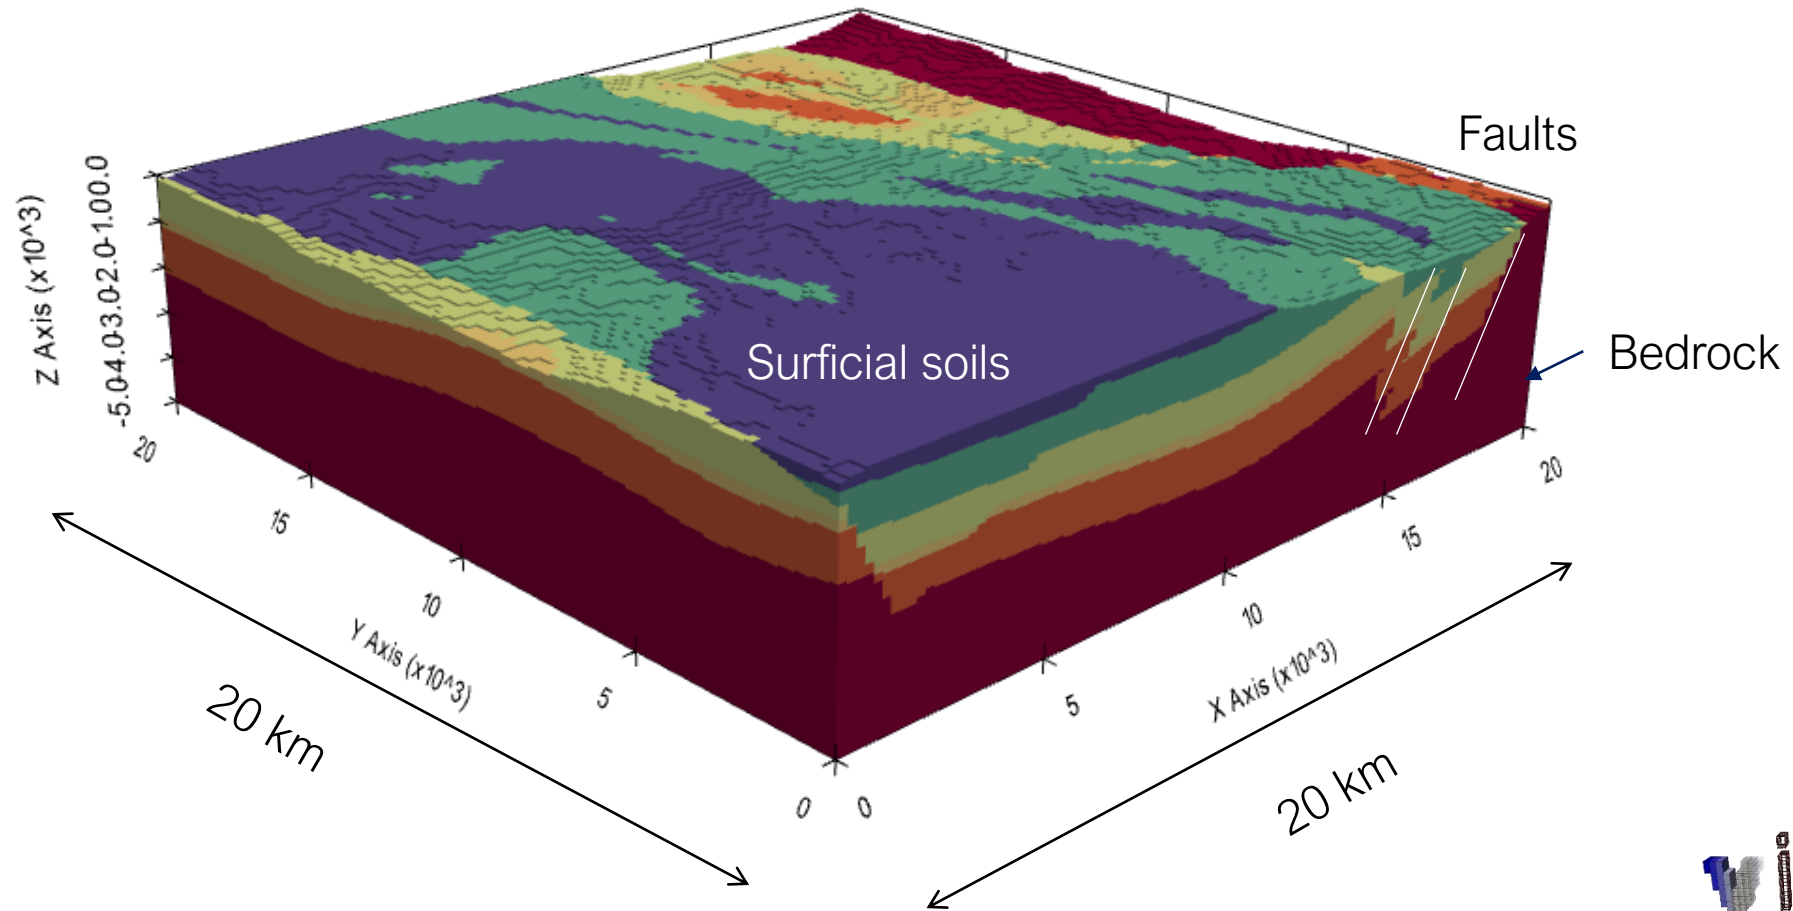 Faults
Z Axis (x10^3)
-5.0-4.0-3.0-2.0-1.00.0
Surficial soils
Bedrock
20
15
10
5
0
Y Axis (x10^3)
20 km
0
5
10
15
20
X Axis (x10^3)
20 km